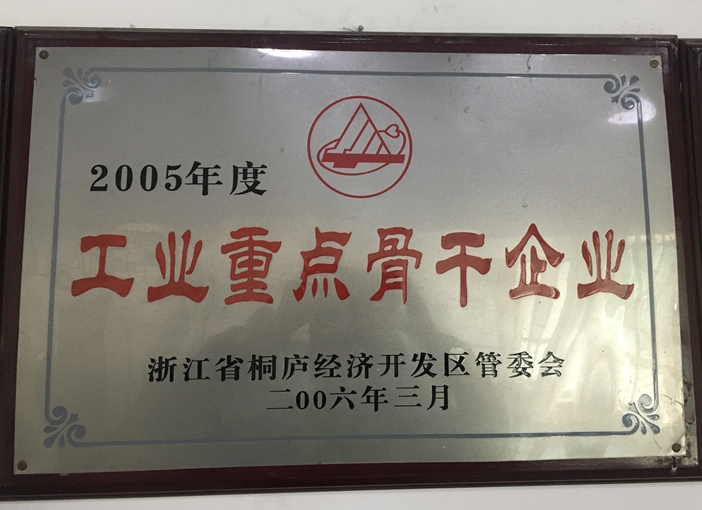 2005年度
工业重点骨干企业
浙江省桐庐经济开发区管委会
二00六年三月